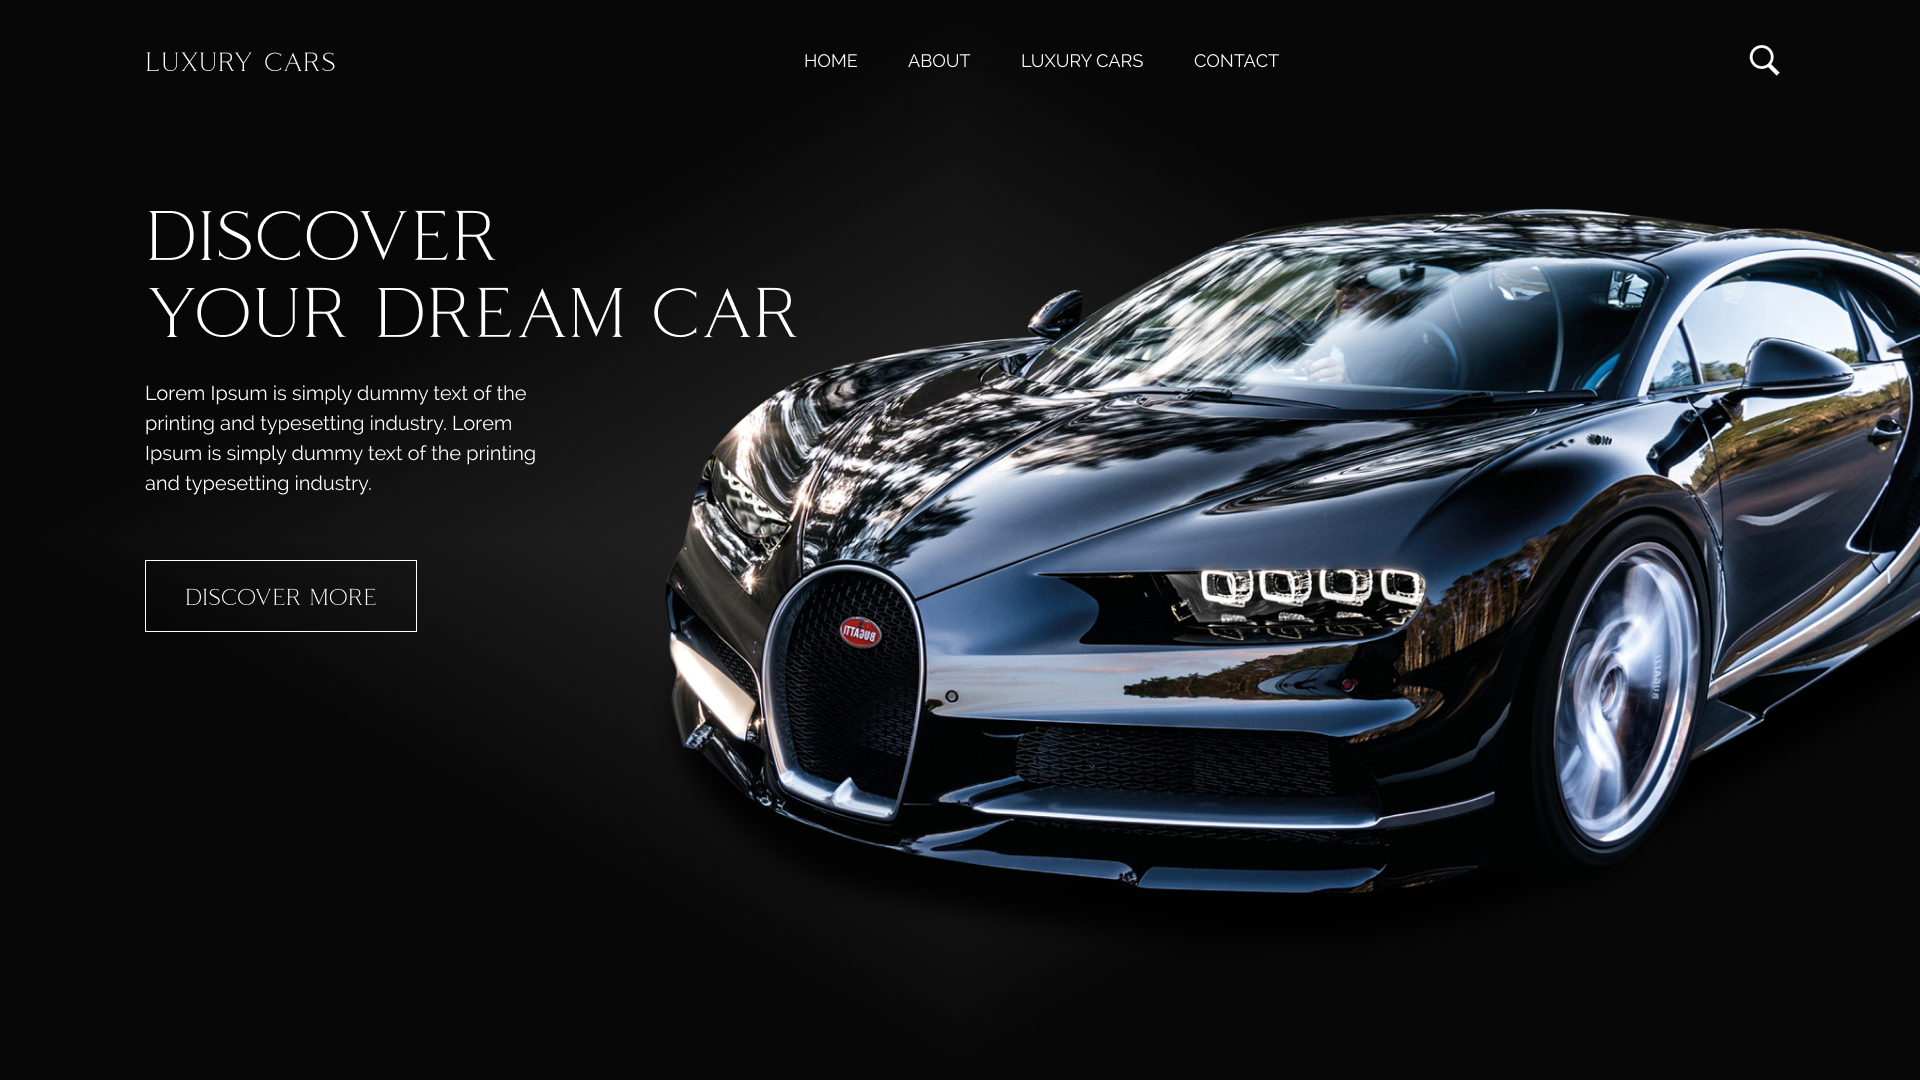 LUXURY CARS
HOME
ABOUT
LUXURY CARS
CONTACT
DISCOVER
YOUR DREAM CAR
Lorem Ipsum is simply dummy text of the
printing and typesetting industry. Lorem
Ipsum is simply dummy text of the printing
and typesetting industry.
DISCOVER MORE
BUGATTI
BUGATTI